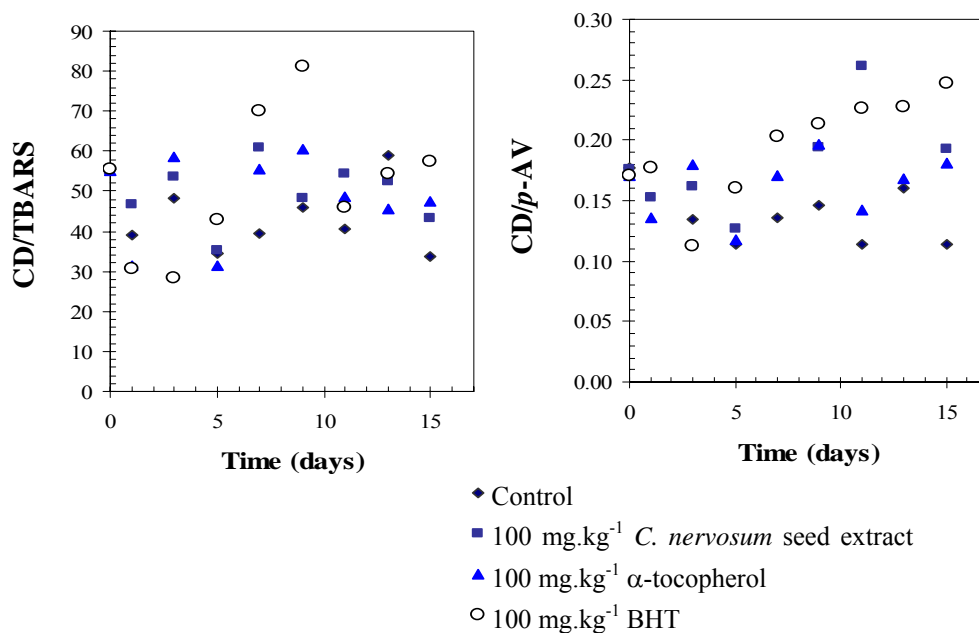 90
80
70
60
50
40
30
20
10
0
CD/TBARS
0 5 10 15
Time (days)
0.30
0.25
0.20
0.15
0.10
0.05
0.00
CD/p-AV
0 5 10 15
Time (days)
Control
100 mg.kg⁻¹ C. nervosum seed extract
100 mg.kg⁻¹ α-tocopherol
100 mg.kg⁻¹ BHT